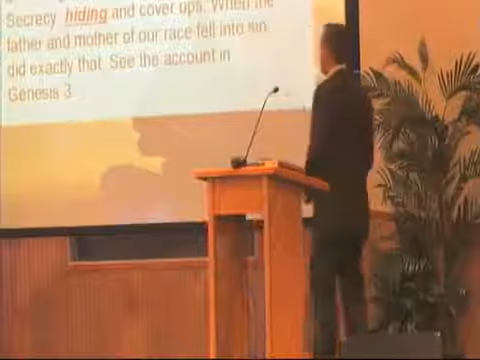 Secrecy hiding and cover ups. When the
father and mother of our race fell into sin
did exactly that. See the account in
Genesis 3